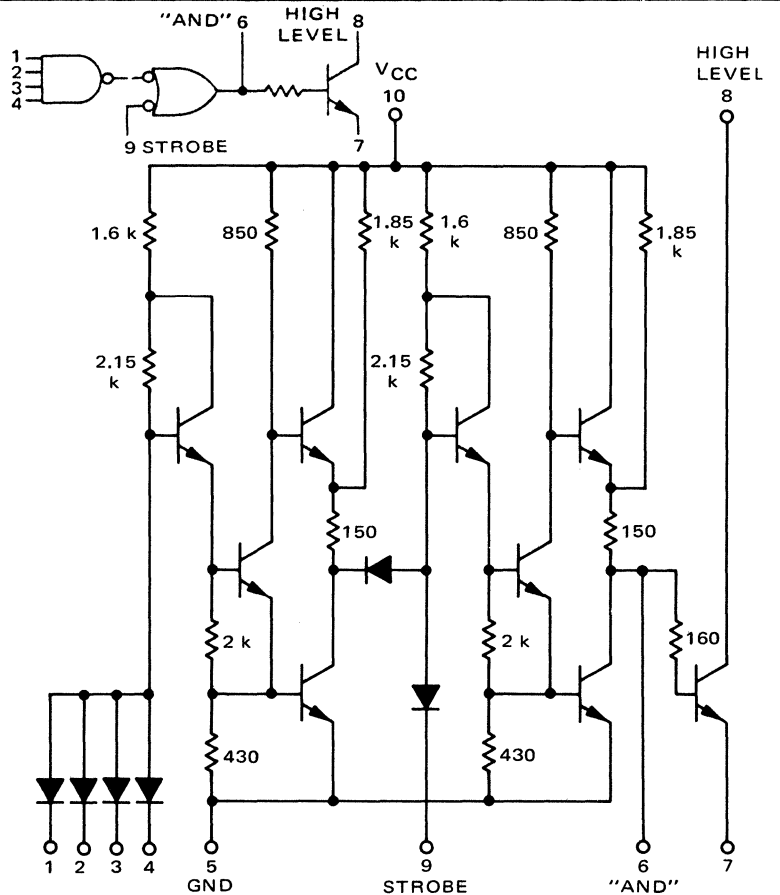 "AND" 6
HIGH
LEVEL 8
1
2
3
4
9 STROBE
7
VCC
10
HIGH
LEVEL
8
1.6 k
850
1.85
k
1.6
k
850
1.85
k
2.15
k
2.15
k
150
150
2 k
2 k
160
430
430
1
2
3
4
5
GND
9
STROBE
6
"AND"
7